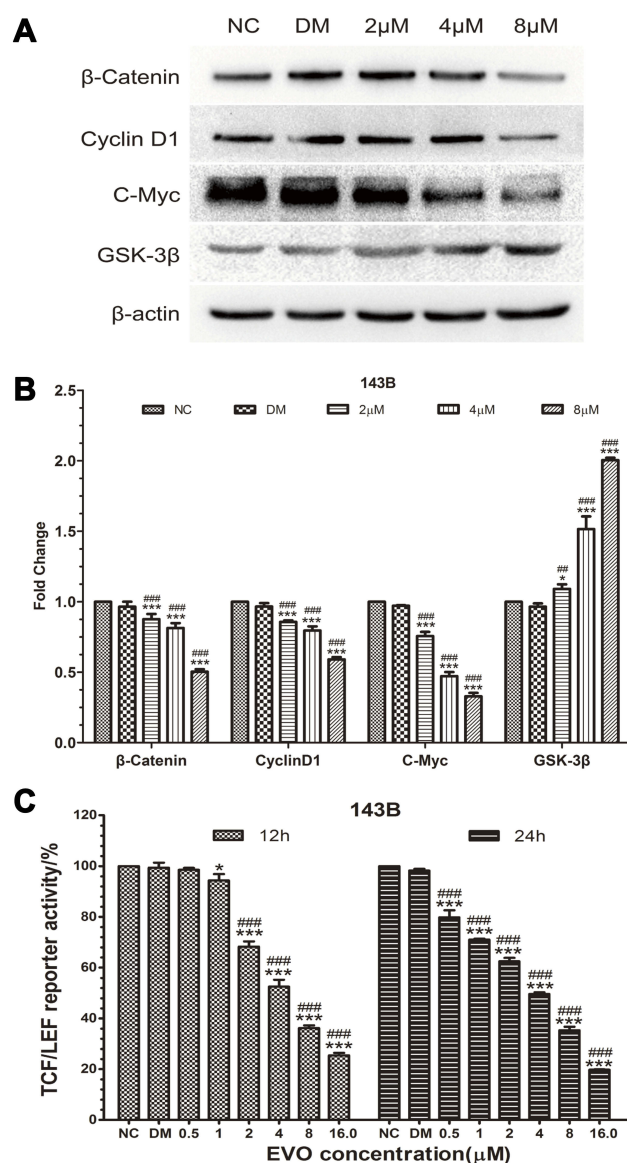 A
NC DM 2μM 4μM 8μM
β-Catenin
Cyclin D1
C-Myc
GSK-3β
β-actin
B
143B
NC DM 2μM 4μM 8μM
Fold Change
2.5
2.0
1.5
1.0
0.5
0.0
### *** ### *** ### ***
### *** ### *** ### ***
### *** ### *** ### ***
## * ### *** ### ***
β-Catenin CyclinD1 C-Myc GSK-3β
C
143B
12h 24h
TCF/LEF reporter activity/%
120
100
80
60
40
20
0
* ### *** ### *** ### *** ### ***
### *** ### *** ### *** ### *** ### *** ### ***
NC DM 0.5 1 2 4 8 16.0 NC DM 0.5 1 2 4 8 16.0
EVO concentration(μM)